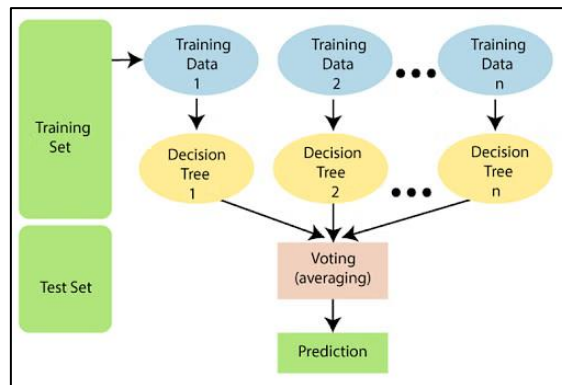 Training
Set
Test Set
Training
Data
1
Training
Data
2
Training
Data
n
Decision
Tree
1
Decision
Tree
2
Decision
Tree
n
Voting
(averaging)
Prediction